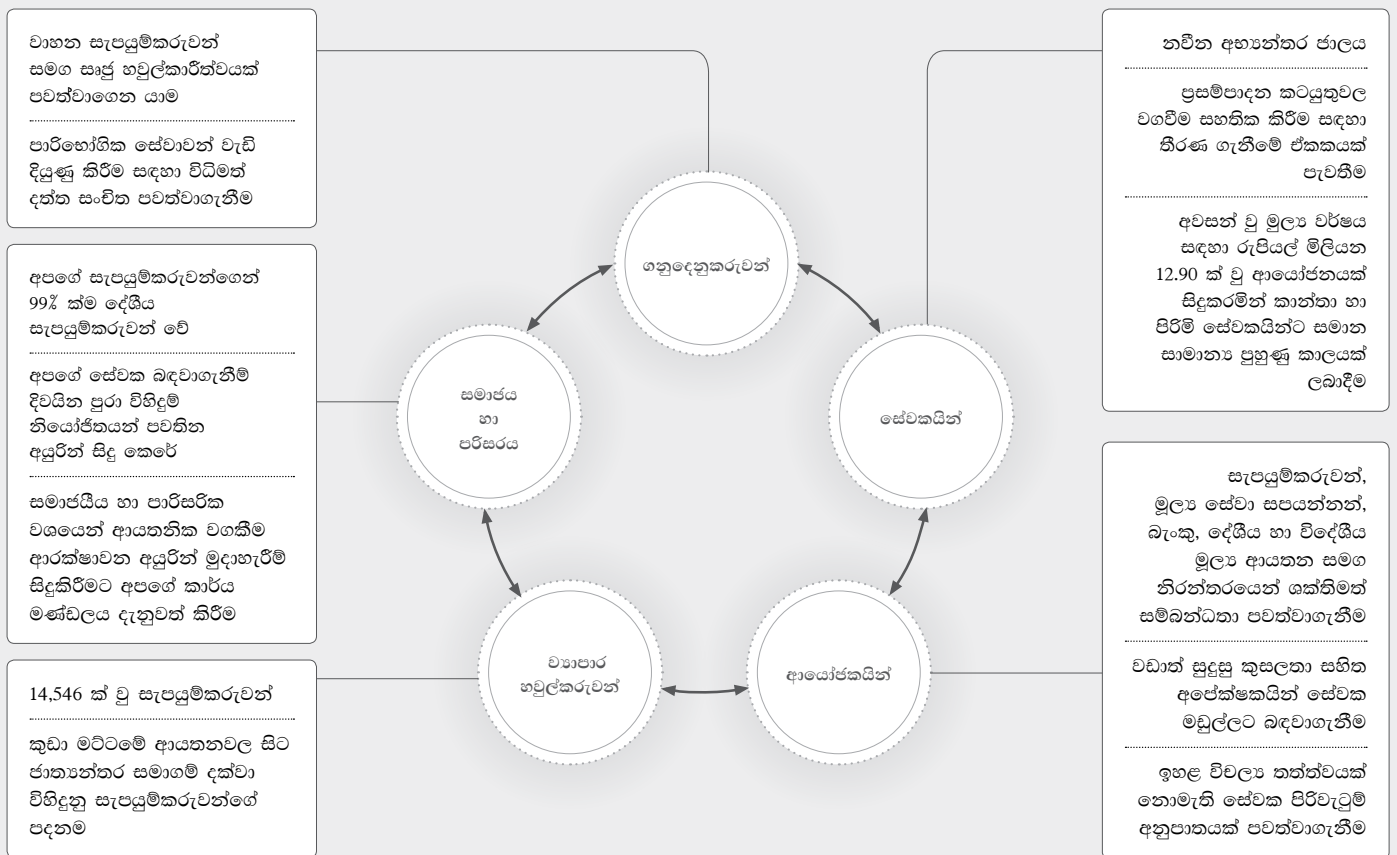 වාහන සැපයුම්කරුවන්
සමග සෘජු හවුල්කාරීත්වයක්
පවත්වාගෙන යාම
පාරිභෝගික සේවාවන් වැඩි
දියුණු කිරීම සඳහා විධිමත්
දත්ත සංචිත පවත්වාගැනීම
අපගේ සැපයුම්කරුවන්ගෙන්
99% ක්ම දේශීය
සැපයුම්කරුවන් වේ
අපගේ සේවක බඳවාගැනීම්
දිවයින පුරා විහිදුම්
නියෝජිතයන් පවතින
අයුරින් සිදු කෙරේ
සමාජයීය හා පාරිසරික
වශයෙන් ආයතනික වගකීම
ආරක්ෂාවන අයුරින් මුදාහැරීම්
සිදුකිරීමට අපගේ කාර්ය
මණ්ඩලය දැනුවත් කිරීම
14,546 ක් වු සැපයුම්කරුවන්
කුඩා මට්ටමේ ආයතනවල සිට
ජාත්‍යන්තර සමාගම් දක්වා
විහිදුනු සැපයුම්කරුවන්ගේ
පදනම
ගනුදෙනුකරුවන්
සමාජය
හා
පරිසරය
සේවකයින්
ව්‍යාපාර
හවුල්කරුවන්
ආයෝජකයින්
නවීන අභ්‍යන්තර ජාලය
ප්‍රසම්පාදන කටයුතුවල
වගවීම සහතික කිරීම සඳහා
තීරණ ගැනීමේ ඒකකයක්
පැවතීම
අවසන් වු මුල්‍ය වර්ෂය
සඳහා රුපියල් මිලියන
12.90 ක් වු ආයෝජනයක්
සිදුකරමින් කාන්තා හා
පිරිමි සේවකයින්ට සමාන
සාමාන්‍ය පුහුණු කාලයක්
ලබාදීම
සැපයුම්කරුවන්,
මූල්‍ය සේවා සපයන්නන්,
බැංකු, දේශීය හා විදේශීය
මූල්‍ය ආයතන සමග
නිරන්තරයෙන් ශක්තිමත්
සම්බන්ධතා පවත්වාගැනීම
වඩාත් සුදුසු කුසලතා සහිත
අපේක්ෂකයින් සේවක
මඩුල්ලට බඳවාගැනීම
ඉහළ විචල්‍ය තත්ත්වයක්
නොමැති සේවක පිරිවැටුම්
අනුපාතයක් පවත්වාගැනීම